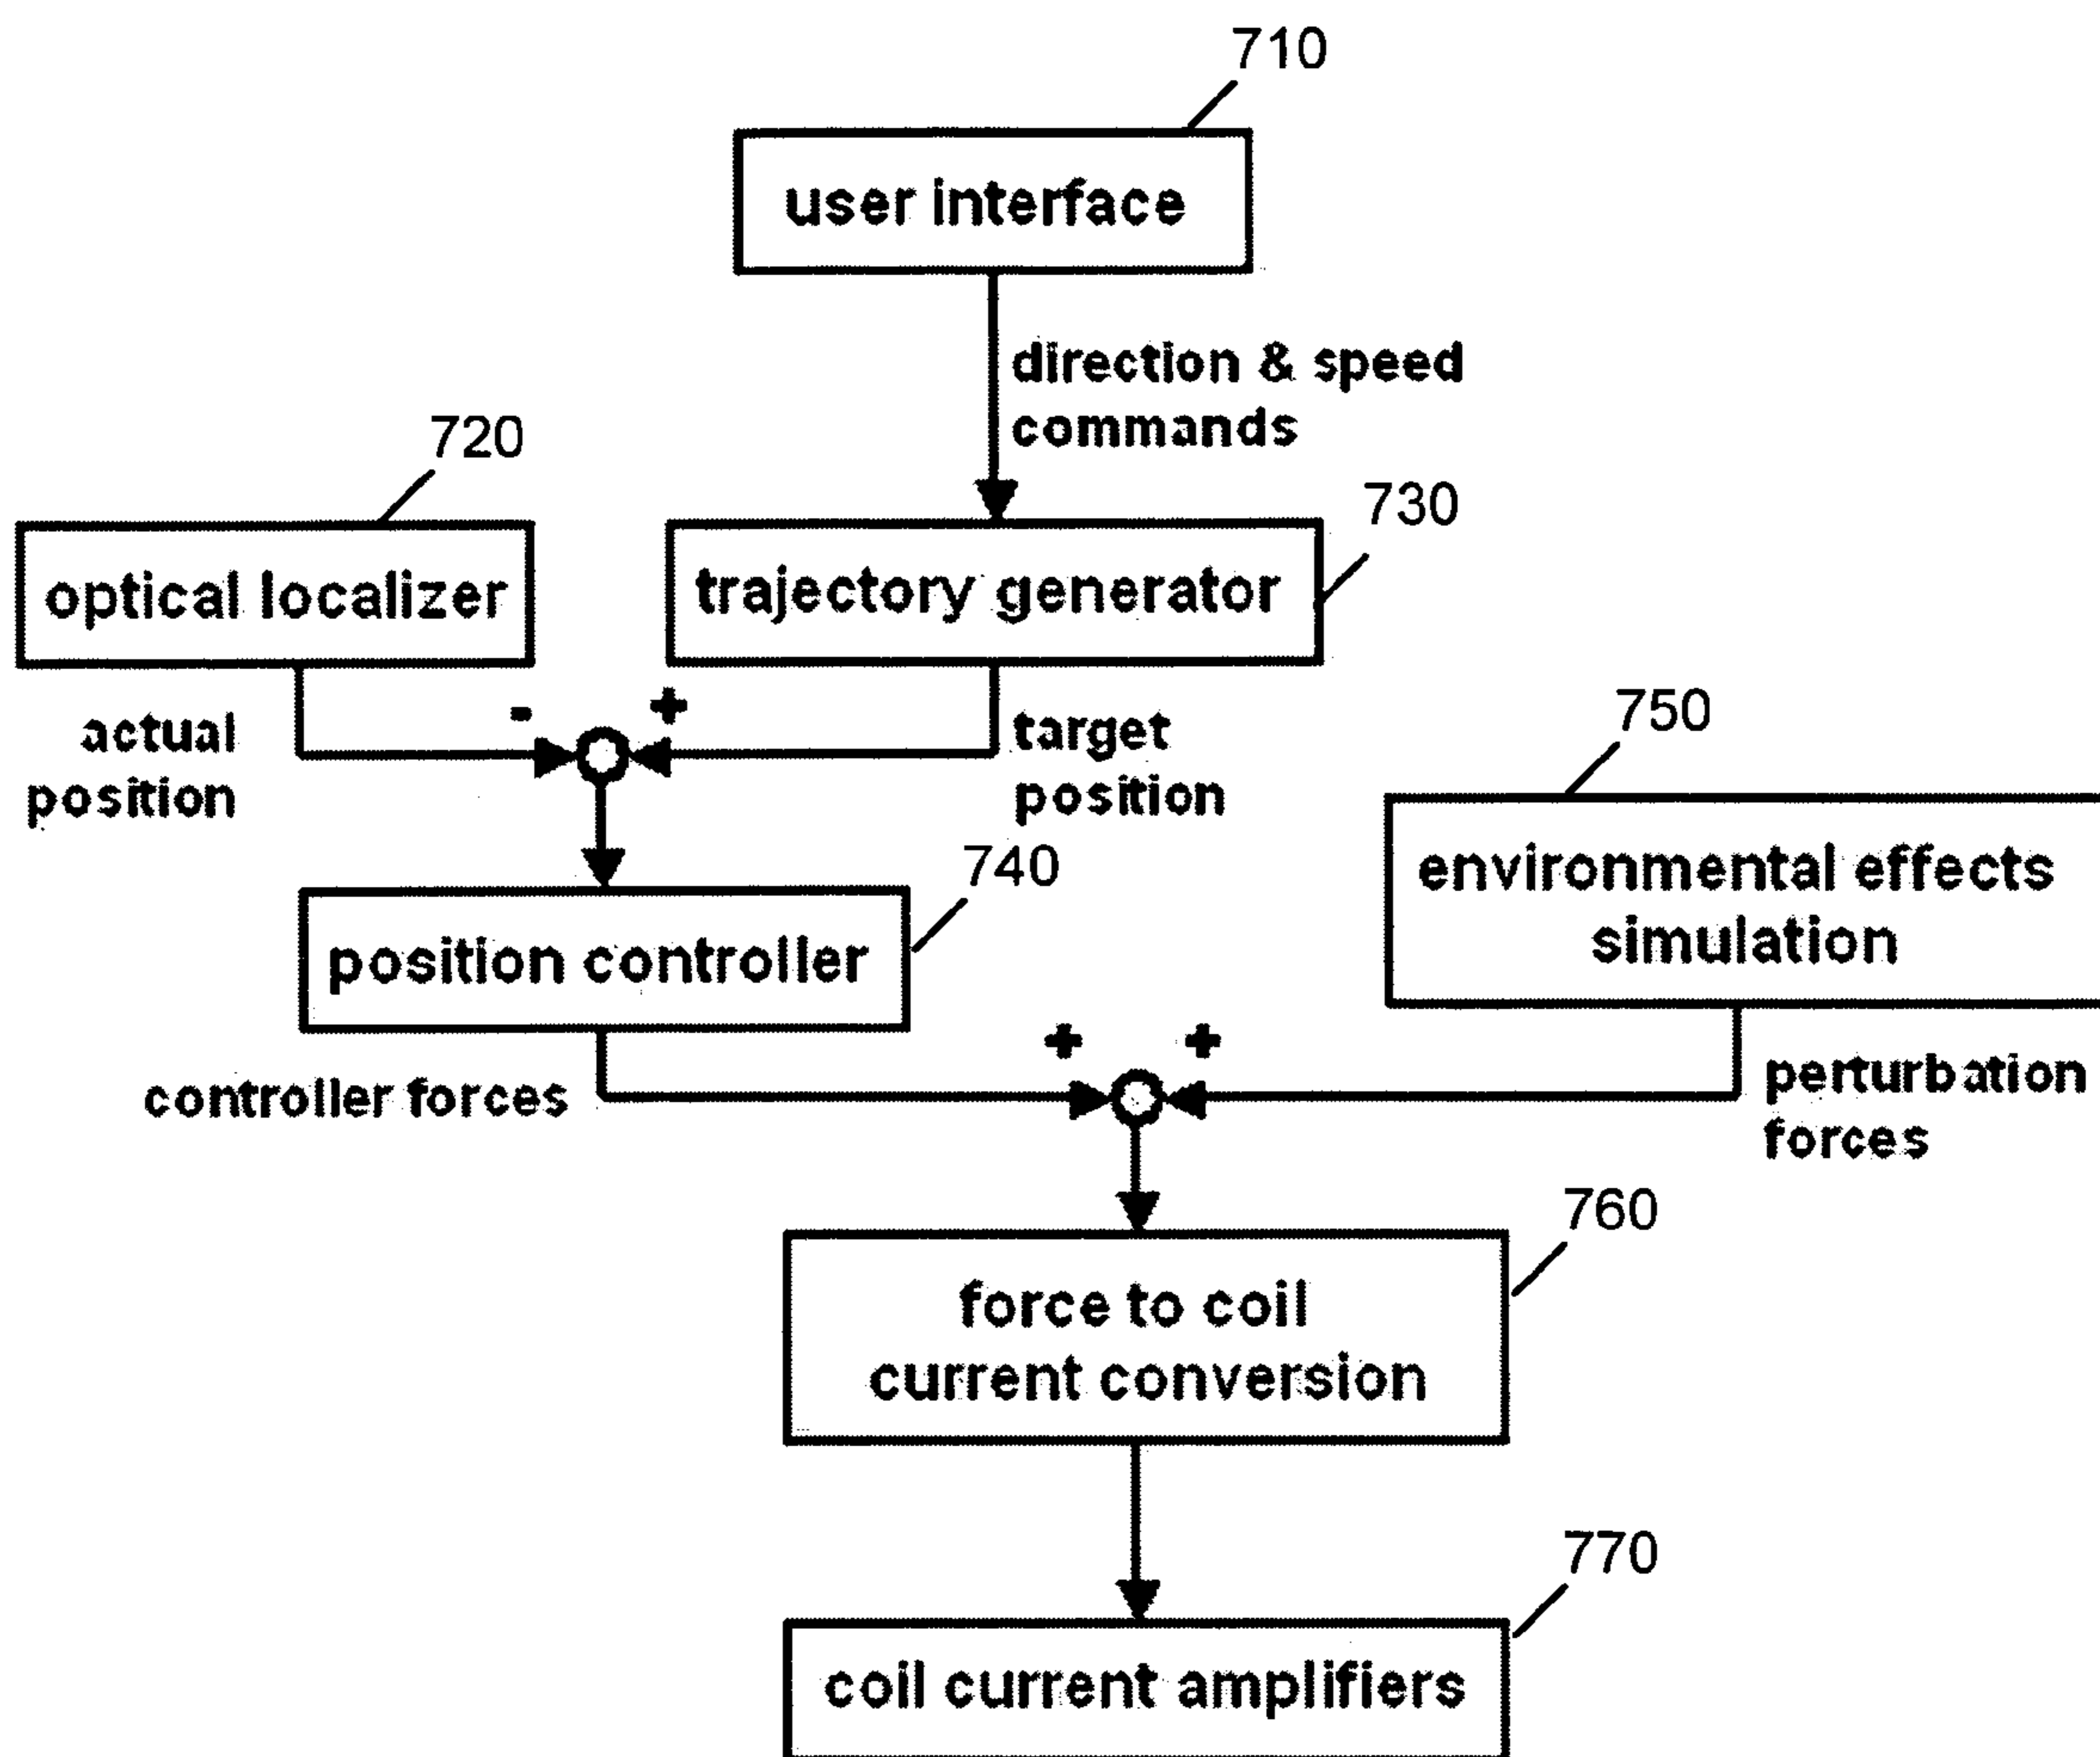 710
user interface
direction & speed
commands
720
730
optical localizer
trajectory generator
- +
actual
position
target
position
750
740
environmental effects
simulation
position controller
+ +
controller forces
perturbation
forces
760
force to coil
current conversion
770
coil current amplifiers